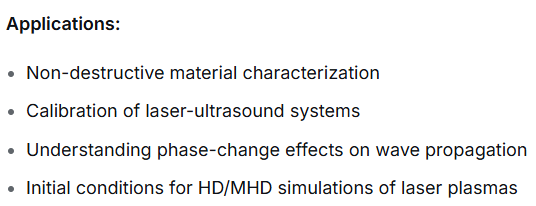 Applications:
• Non-destructive material characterization
• Calibration of laser-ultrasound systems
• Understanding phase-change effects on wave propagation
• Initial conditions for HD/MHD simulations of laser plasmas